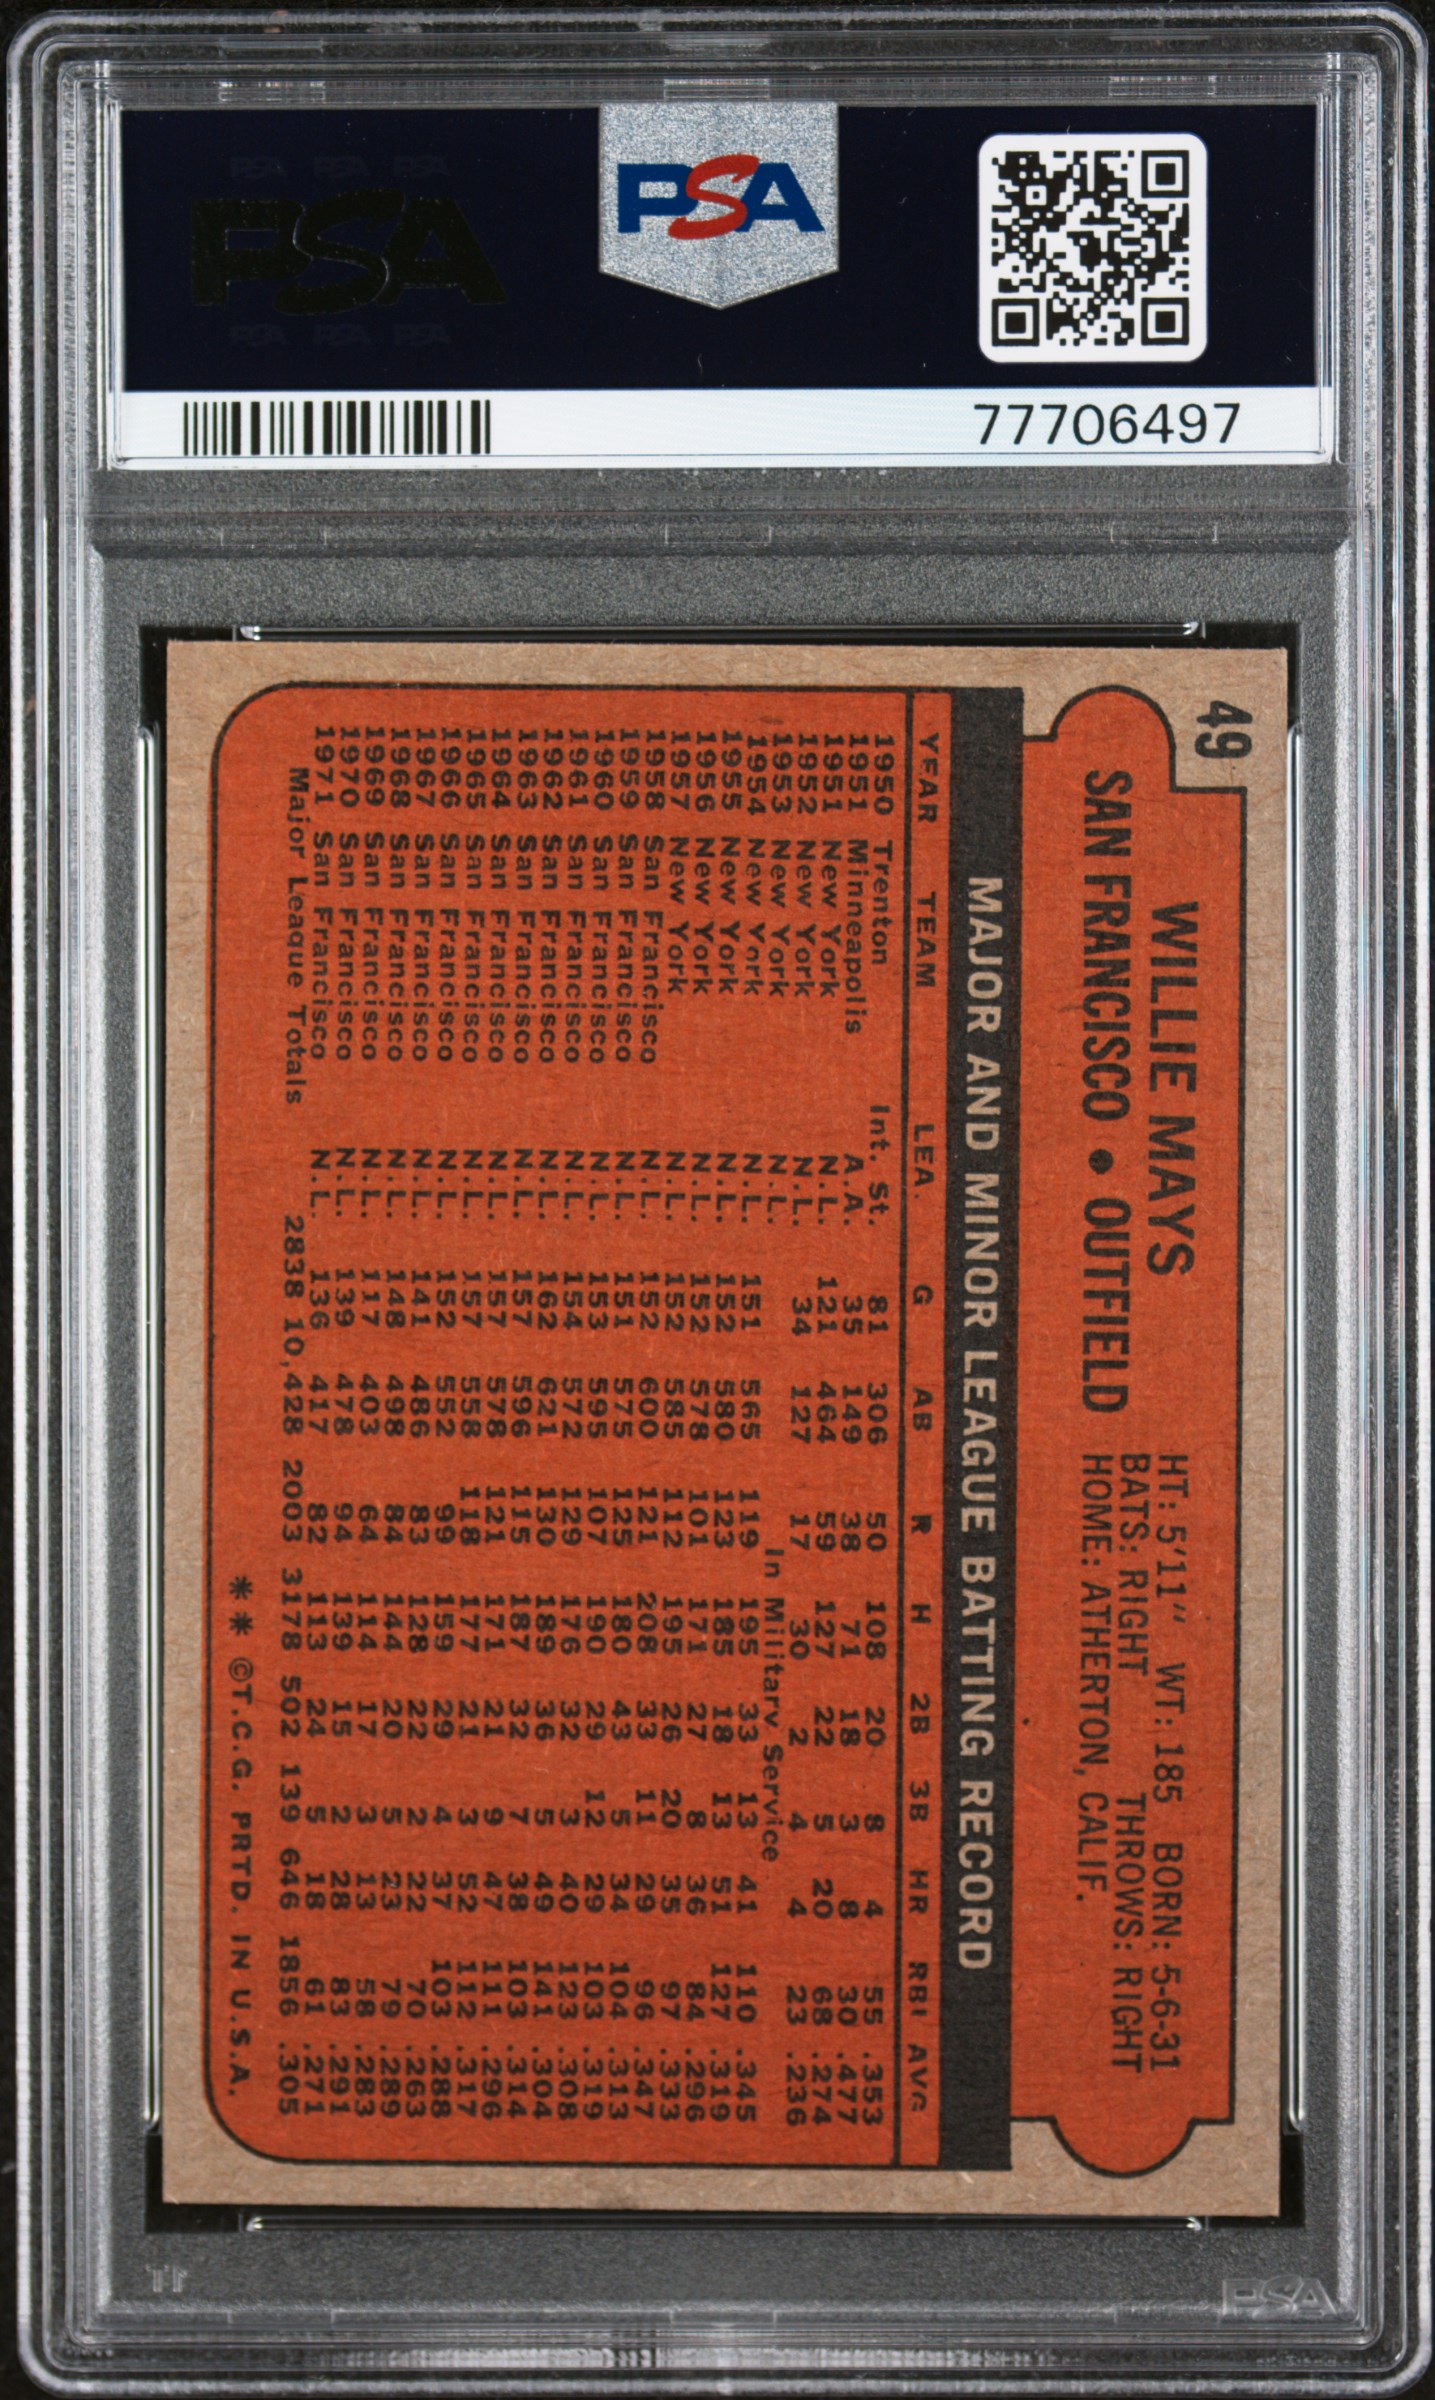 PSA PSA PSA
PSA
PSA PSA PSA
PSA
77706497
49
WILLIE MAYS
SAN FRANCISCO • OUTFIELD
HT: 5'11" WT: 185 BORN: 5-6-31
BATS: RIGHT THROWS: RIGHT
HOME: ATHERTON, CALIF.
MAJOR AND MINOR LEAGUE BATTING RECORD
YEAR TEAM LEA. G AB R H 2B 3B HR RBI AVG
1950 Trenton Int. St. 81 306 50 108 20 8 4 55 .353
1951 Minneapolis A.A. 35 149 38 71 18 3 8 30 .477
1951 New York N.L. 121 464 59 127 22 5 20 68 .274
1952 New York N.L. 34 127 17 30 2 4 4 23 .236
1953 New York N.L. In Military Service
1954 New York N.L. 151 565 119 195 33 13 41 110 .345
1955 New York N.L. 152 580 123 185 18 13 51 127 .319
1956 New York N.L. 152 578 101 171 27 8 36 84 .296
1957 New York N.L. 152 585 112 195 26 20 35 97 .333
1958 San Francisco N.L. 152 600 121 208 33 11 29 96 .347
1959 San Francisco N.L. 151 575 125 180 43 5 34 104 .313
1960 San Francisco N.L. 153 595 107 190 29 12 29 103 .319
1961 San Francisco N.L. 154 572 129 176 32 3 40 123 .308
1962 San Francisco N.L. 162 621 130 189 36 5 49 141 .304
1963 San Francisco N.L. 157 596 115 187 32 7 38 103 .314
1964 San Francisco N.L. 157 578 121 171 21 9 47 111 .296
1965 San Francisco N.L. 157 558 118 177 21 3 52 112 .317
1966 San Francisco N.L. 152 552 99 159 29 4 37 103 .288
1967 San Francisco N.L. 141 486 83 128 22 2 22 70 .263
1968 San Francisco N.L. 148 498 84 144 20 5 23 79 .289
1969 San Francisco N.L. 117 403 64 114 17 3 13 58 .283
1970 San Francisco N.L. 139 478 94 139 15 2 28 83 .291
1971 San Francisco N.L. 136 417 82 113 24 5 18 61 .271
Major League Totals 2838 10,428 2003 3178 502 139 646 1856 .305
** ©T.C.G. PRTD. IN U.S.A.
PSA